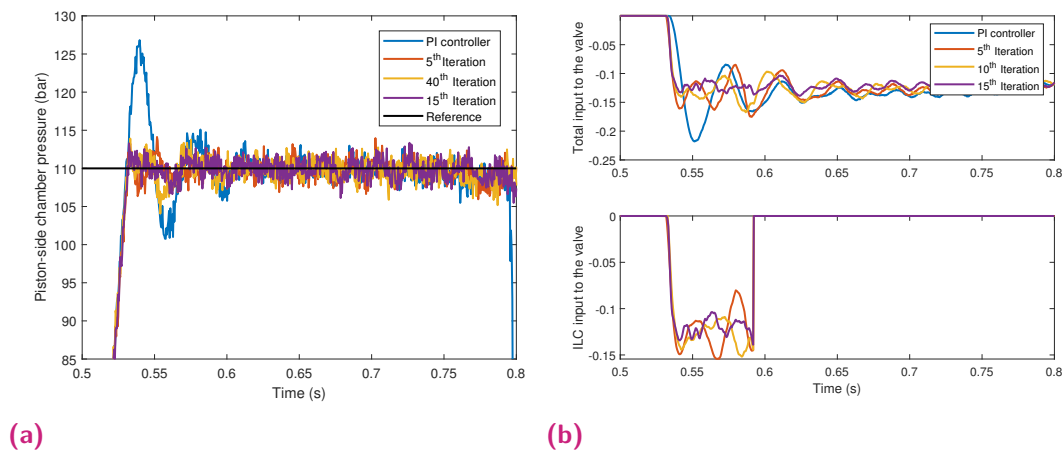 130
125
120
115
110
105
100
95
90
85
0.5
0.55
0.6
0.65
0.7
0.75
0.8
Time (s)
Piston-side chamber pressure (bar)
PI controller
5th Iteration
40th Iteration
15th Iteration
Reference
(a)
-0.05
-0.1
-0.15
-0.2
-0.25
0.5
0.55
0.6
0.65
0.7
0.75
0.8
Total input to the valve
PI controller
5th Iteration
10th Iteration
15th Iteration
0
-0.05
-0.1
-0.15
0.5
0.55
0.6
0.65
0.7
0.75
0.8
Time (s)
ILC input to the valve
(b)